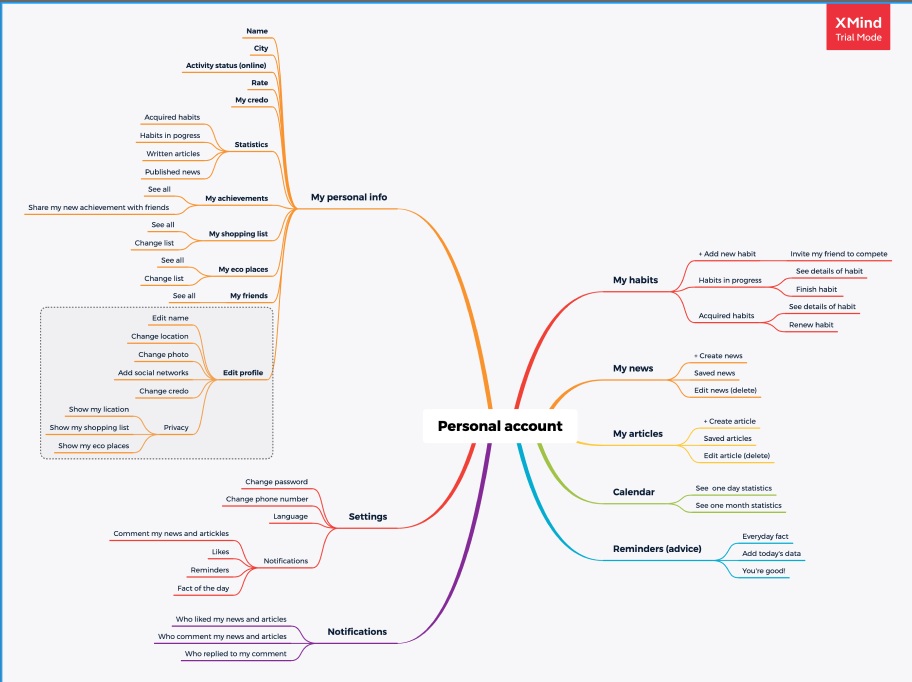 XMind
Trial Mode
Name
City
Activity status (online)
Rate
My credo
Acquired habits
Habits in pogress
Written articles
Published news
Statistics
See all
Share my new achievement with friends
My achievements
See all
Change list
My shopping list
See all
Change list
My eco places
See all
My friends
My personal info
Edit name
Change location
Change photo
Add social networks
Change credo
Edit profile
Show my lication
Show my shopping list
Show my eco places
Privacy
Personal account
Change password
Change phone number
Language
Settings
Comment my news and artickles
Likes
Reminders
Fact of the day
Notifications
Who liked my news and articles
Who comment my news and articles
Who replied to my comment
Notifications
My habits
+ Add new habit
Invite my friend to compete
Habits in progress
See details of habit
Finish habit
Acquired habits
See details of habit
Renew habit
My news
+ Create news
Saved news
Edit news (delete)
My articles
+ Create article
Saved articles
Edit article (delete)
Calendar
See one day statistics
See one month statistics
Reminders (advice)
Everyday fact
Add today's data
You're good!